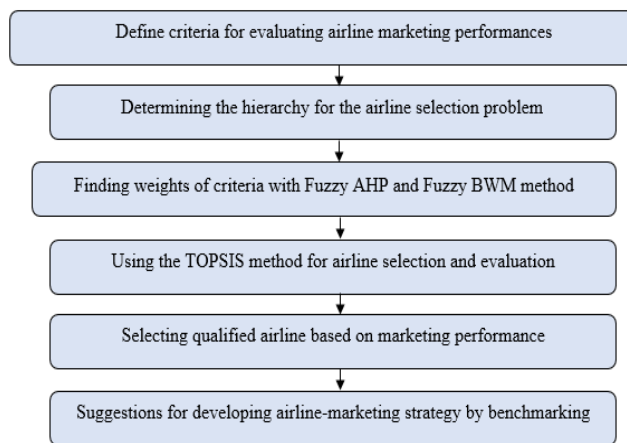 Define criteria for evaluating airline marketing performances
Determining the hierarchy for the airline selection problem
Finding weights of criteria with Fuzzy AHP and Fuzzy BWM method
Using the TOPSIS method for airline selection and evaluation
Selecting qualified airline based on marketing performance
Suggestions for developing airline-marketing strategy by benchmarking